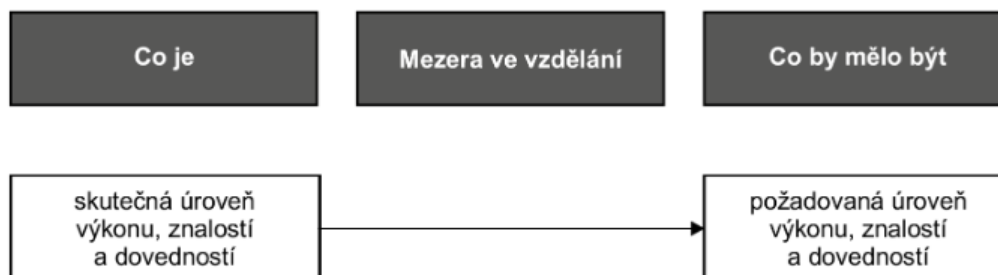 Co je
Mezera ve vzdělání
Co by mělo být
skutečná úroveň
výkonu, znalostí
a dovedností
požadovaná úroveň
výkonu, znalostí
a dovedností